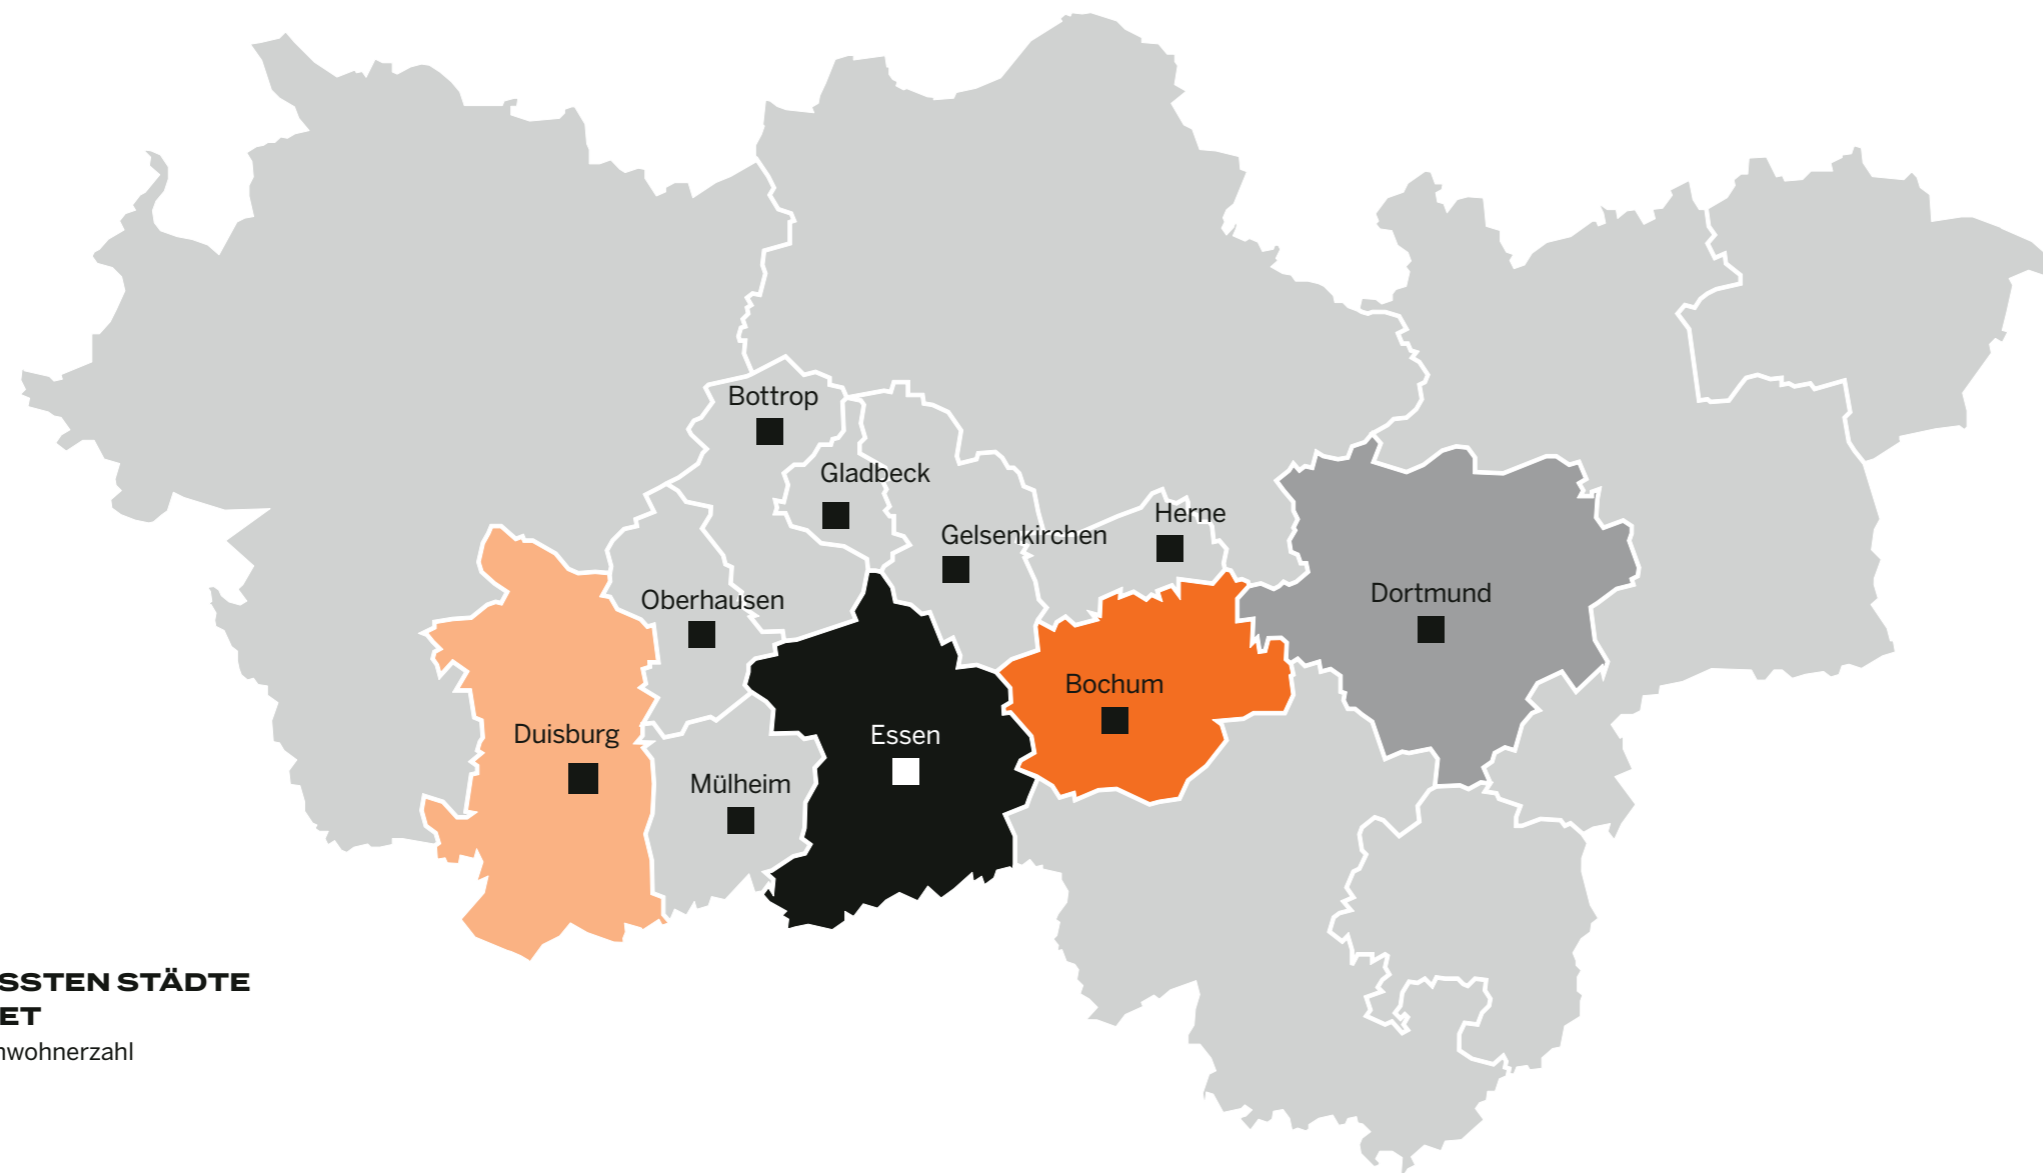 Bottrop
Gladbeck
Herne
Gelsenkirchen
Dortmund
Oberhausen
Bochum
Duisburg
Essen
Mülheim
SSTEN STÄDTE
ET
nwohnerzahl